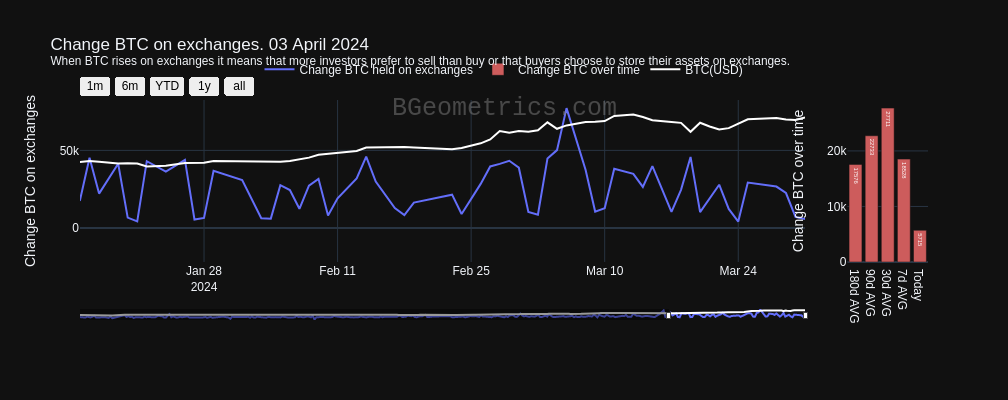 Change BTC on exchanges. 03 April 2024
When BTC rises on exchanges it means that more investors prefer to sell than buy or that buyers choose to store their assets on exchanges.
Change BTC held on exchanges Change BTC over time BTC(USD)
1m 6m YTD 1y all
BGeometrics.com
Change BTC on exchanges
50k
0
Jan 28
2024
Feb 11
Feb 25
Mar 10
Mar 24
Change BTC over time
20k
10k
0
180d AVG
90d AVG
30d AVG
7d AVG
Today